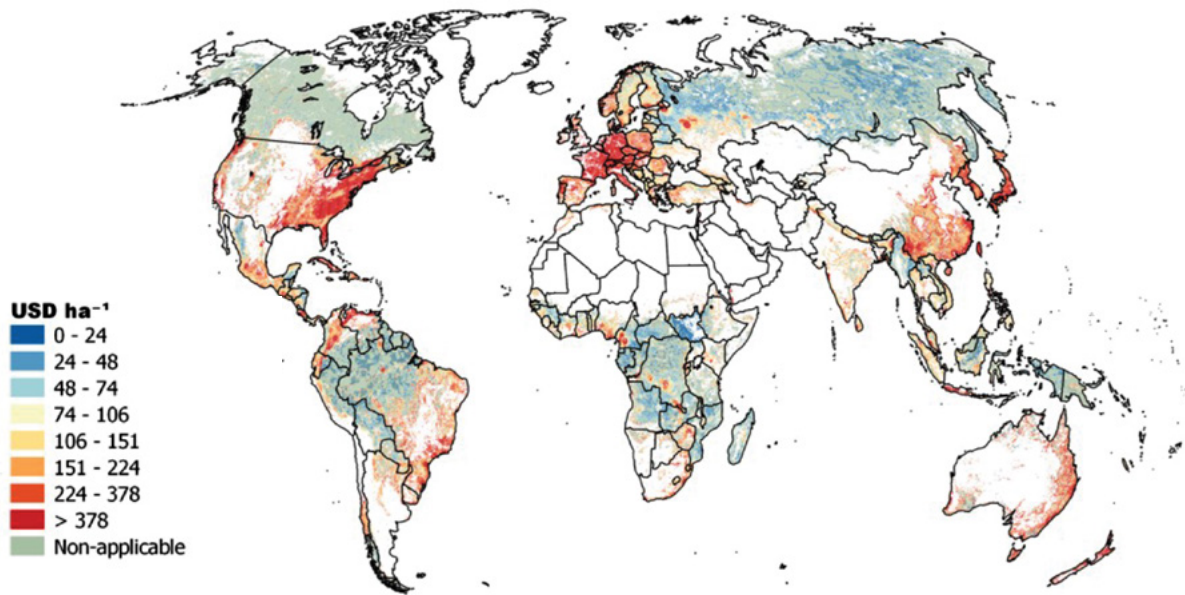 USD ha⁻¹
0 - 24
24 - 48
48 - 74
74 - 106
106 - 151
151 - 224
224 - 378
> 378
Non-applicable